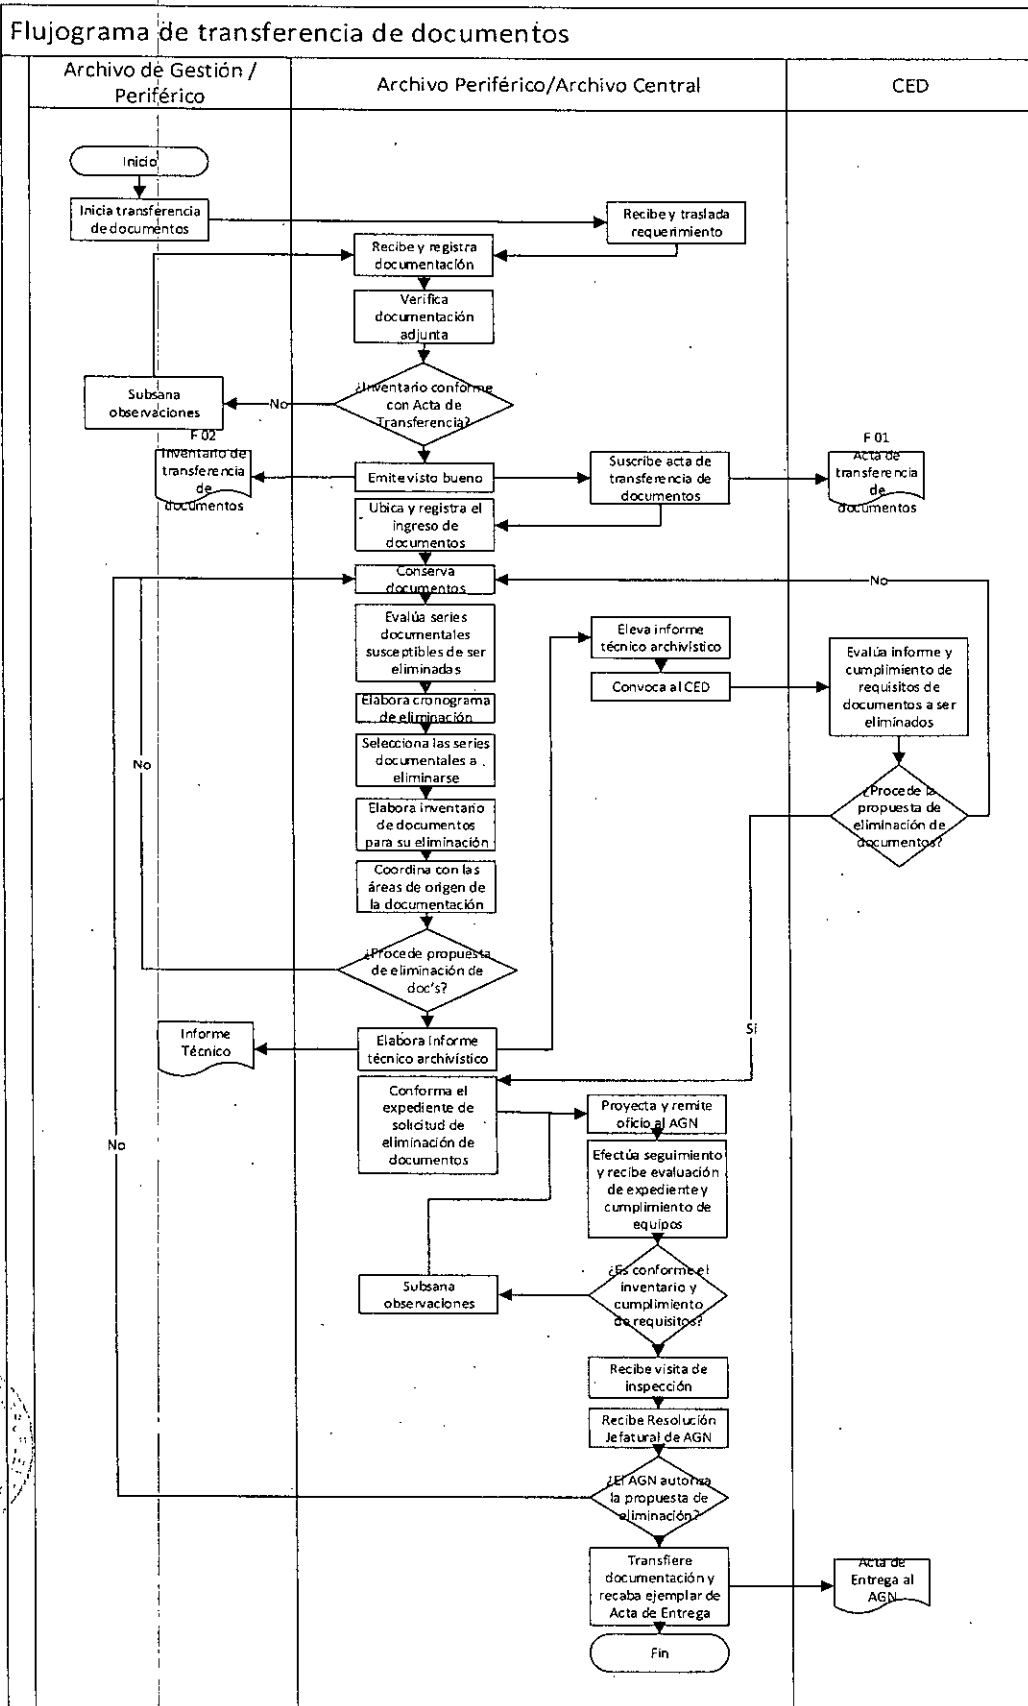 Flujograma de transferencia de documentos
Archivo de Gestión /
Periférico
Archivo Periférico/Archivo Central
CED
Inicio
Inicia transferencia
de documentos
Recibe y traslada
requerimiento
Recibe y registra
documentación
Verifica
documentación
adjunta
¿Inventario conforme
con Acta de
Transferencia?
No
Subsana
observaciones
F 02
Inventario de
transferencia
de
documentos
Emite visto bueno
Suscribe acta de
transferencia de
documentos
F 01
Acta de
transferencia
de
documentos
Ubica y registra el
ingreso de
documentos
Conserva
documentos
No
Evalúa series
documentales
susceptibles de ser
eliminadas
Eleva informe
técnico archivístico
Convoca al CED
Evalúa informe y
cumplimiento de
requisitos de
documentos a ser
eliminados
Elabora cronograma
de eliminación
Selecciona las series
documentales a
eliminarse
No
¿Procede la
propuesta de
eliminación de
documentos?
Elabora inventario
de documentos
para su eliminación
Coordina con las
áreas de origen de
la documentación
¿Procede propuesta
de eliminación de
doc's?
Sí
Informe
Técnico
Elabora Informe
técnico archivístico
Conforma el
expediente de
solicitud de
eliminación de
documentos
Proyecta y remite
oficio al AGN
No
Efectúa seguimiento
y recibe evaluación
de expediente y
cumplimiento de
equipos
¿Es conforme el
inventario y
cumplimiento
de requisitos?
Subsana
observaciones
Recibe visita de
inspección
Recibe Resolución
Jefatural de AGN
¿El AGN autoriza
la propuesta de
eliminación?
Transfiere
documentación y
recaba ejemplar de
Acta de Entrega
Acta de
Entrega al
AGN
Fin